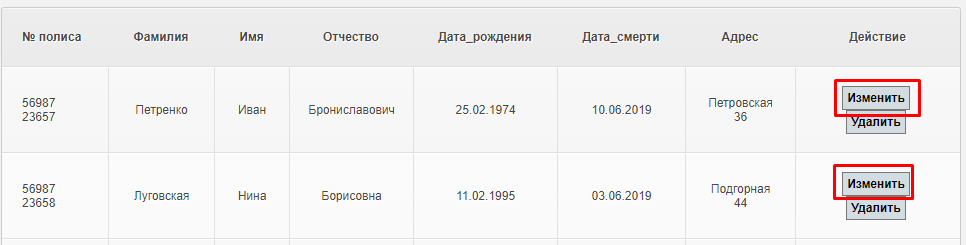 № полиса Фамилия Имя Отчество Дата_рождения Дата_смерти Адрес Действие
56987
23657
Петренко Иван Брониславович 25.02.1974 10.06.2019
Петровская
36
Изменить
Удалить
56987
23658
Луговская Нина Борисовна 11.02.1995 03.06.2019
Подгорная
44
Изменить
Удалить